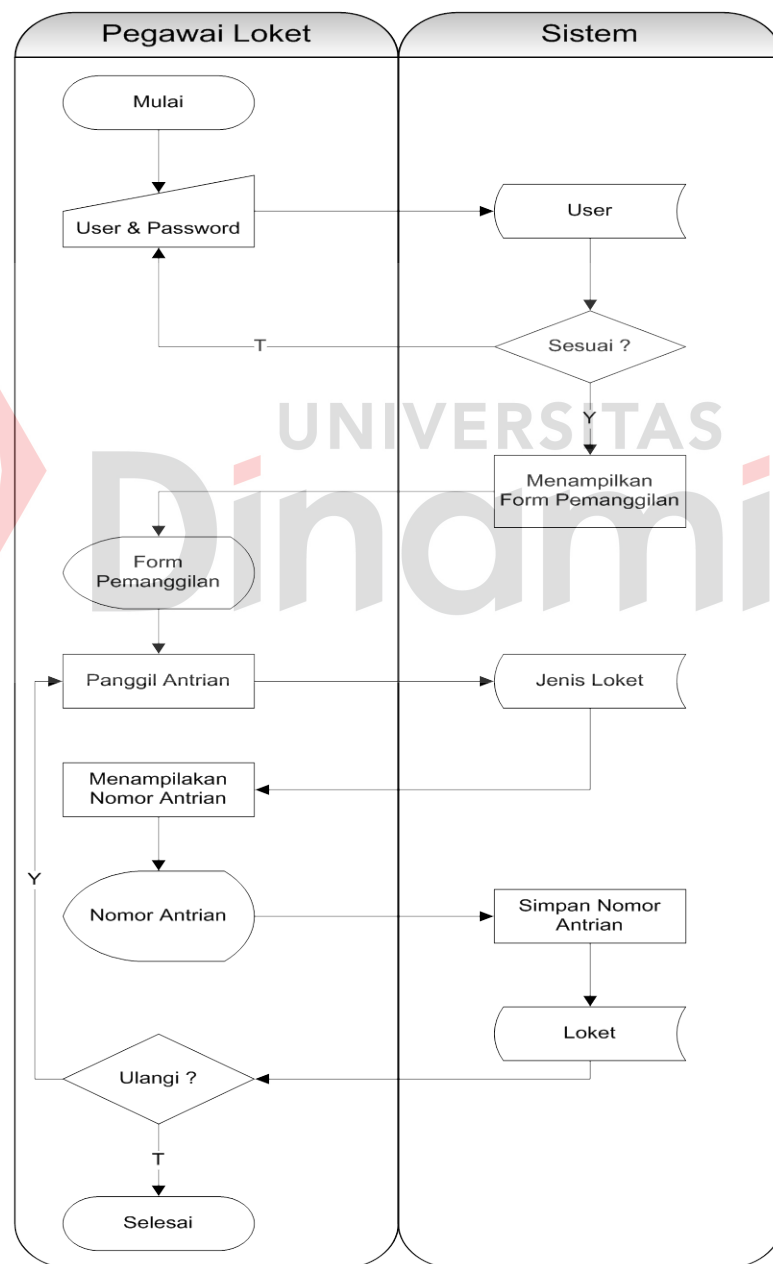 Pegawai Loket
Sistem
Mulai
User & Password
User
T
Sesuai ?
Y
UNIVERSITAS
Dinami
Menampilkan
Form Pemanggilan
Form
Pemanggilan
Panggil Antrian
Jenis Loket
Menampilakan
Nomor Antrian
Y
Nomor Antrian
Simpan Nomor
Antrian
Loket
Ulangi ?
T
Selesai